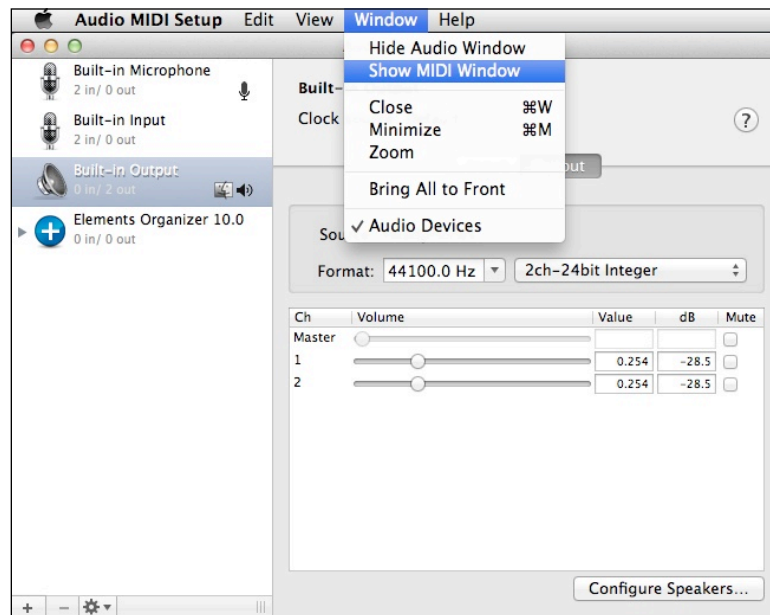 Audio MIDI Setup Edit View Window Help
Hide Audio Window
Show MIDI Window
Close ⌘W
Minimize ⌘M
Zoom
Bring All to Front
✓ Audio Devices
Built-in Microphone
2 in/ 0 out
Built-in Input
2 in/ 0 out
Built-in Output
0 in/ 2 out
Elements Organizer 10.0
0 in/ 0 out
Built-
Clock
?
ut
Sou
Format: 44100.0 Hz 2ch-24bit Integer
Ch Volume Value dB Mute
Master
1 0.254 -28.5
2 0.254 -28.5
Configure Speakers...
+ −